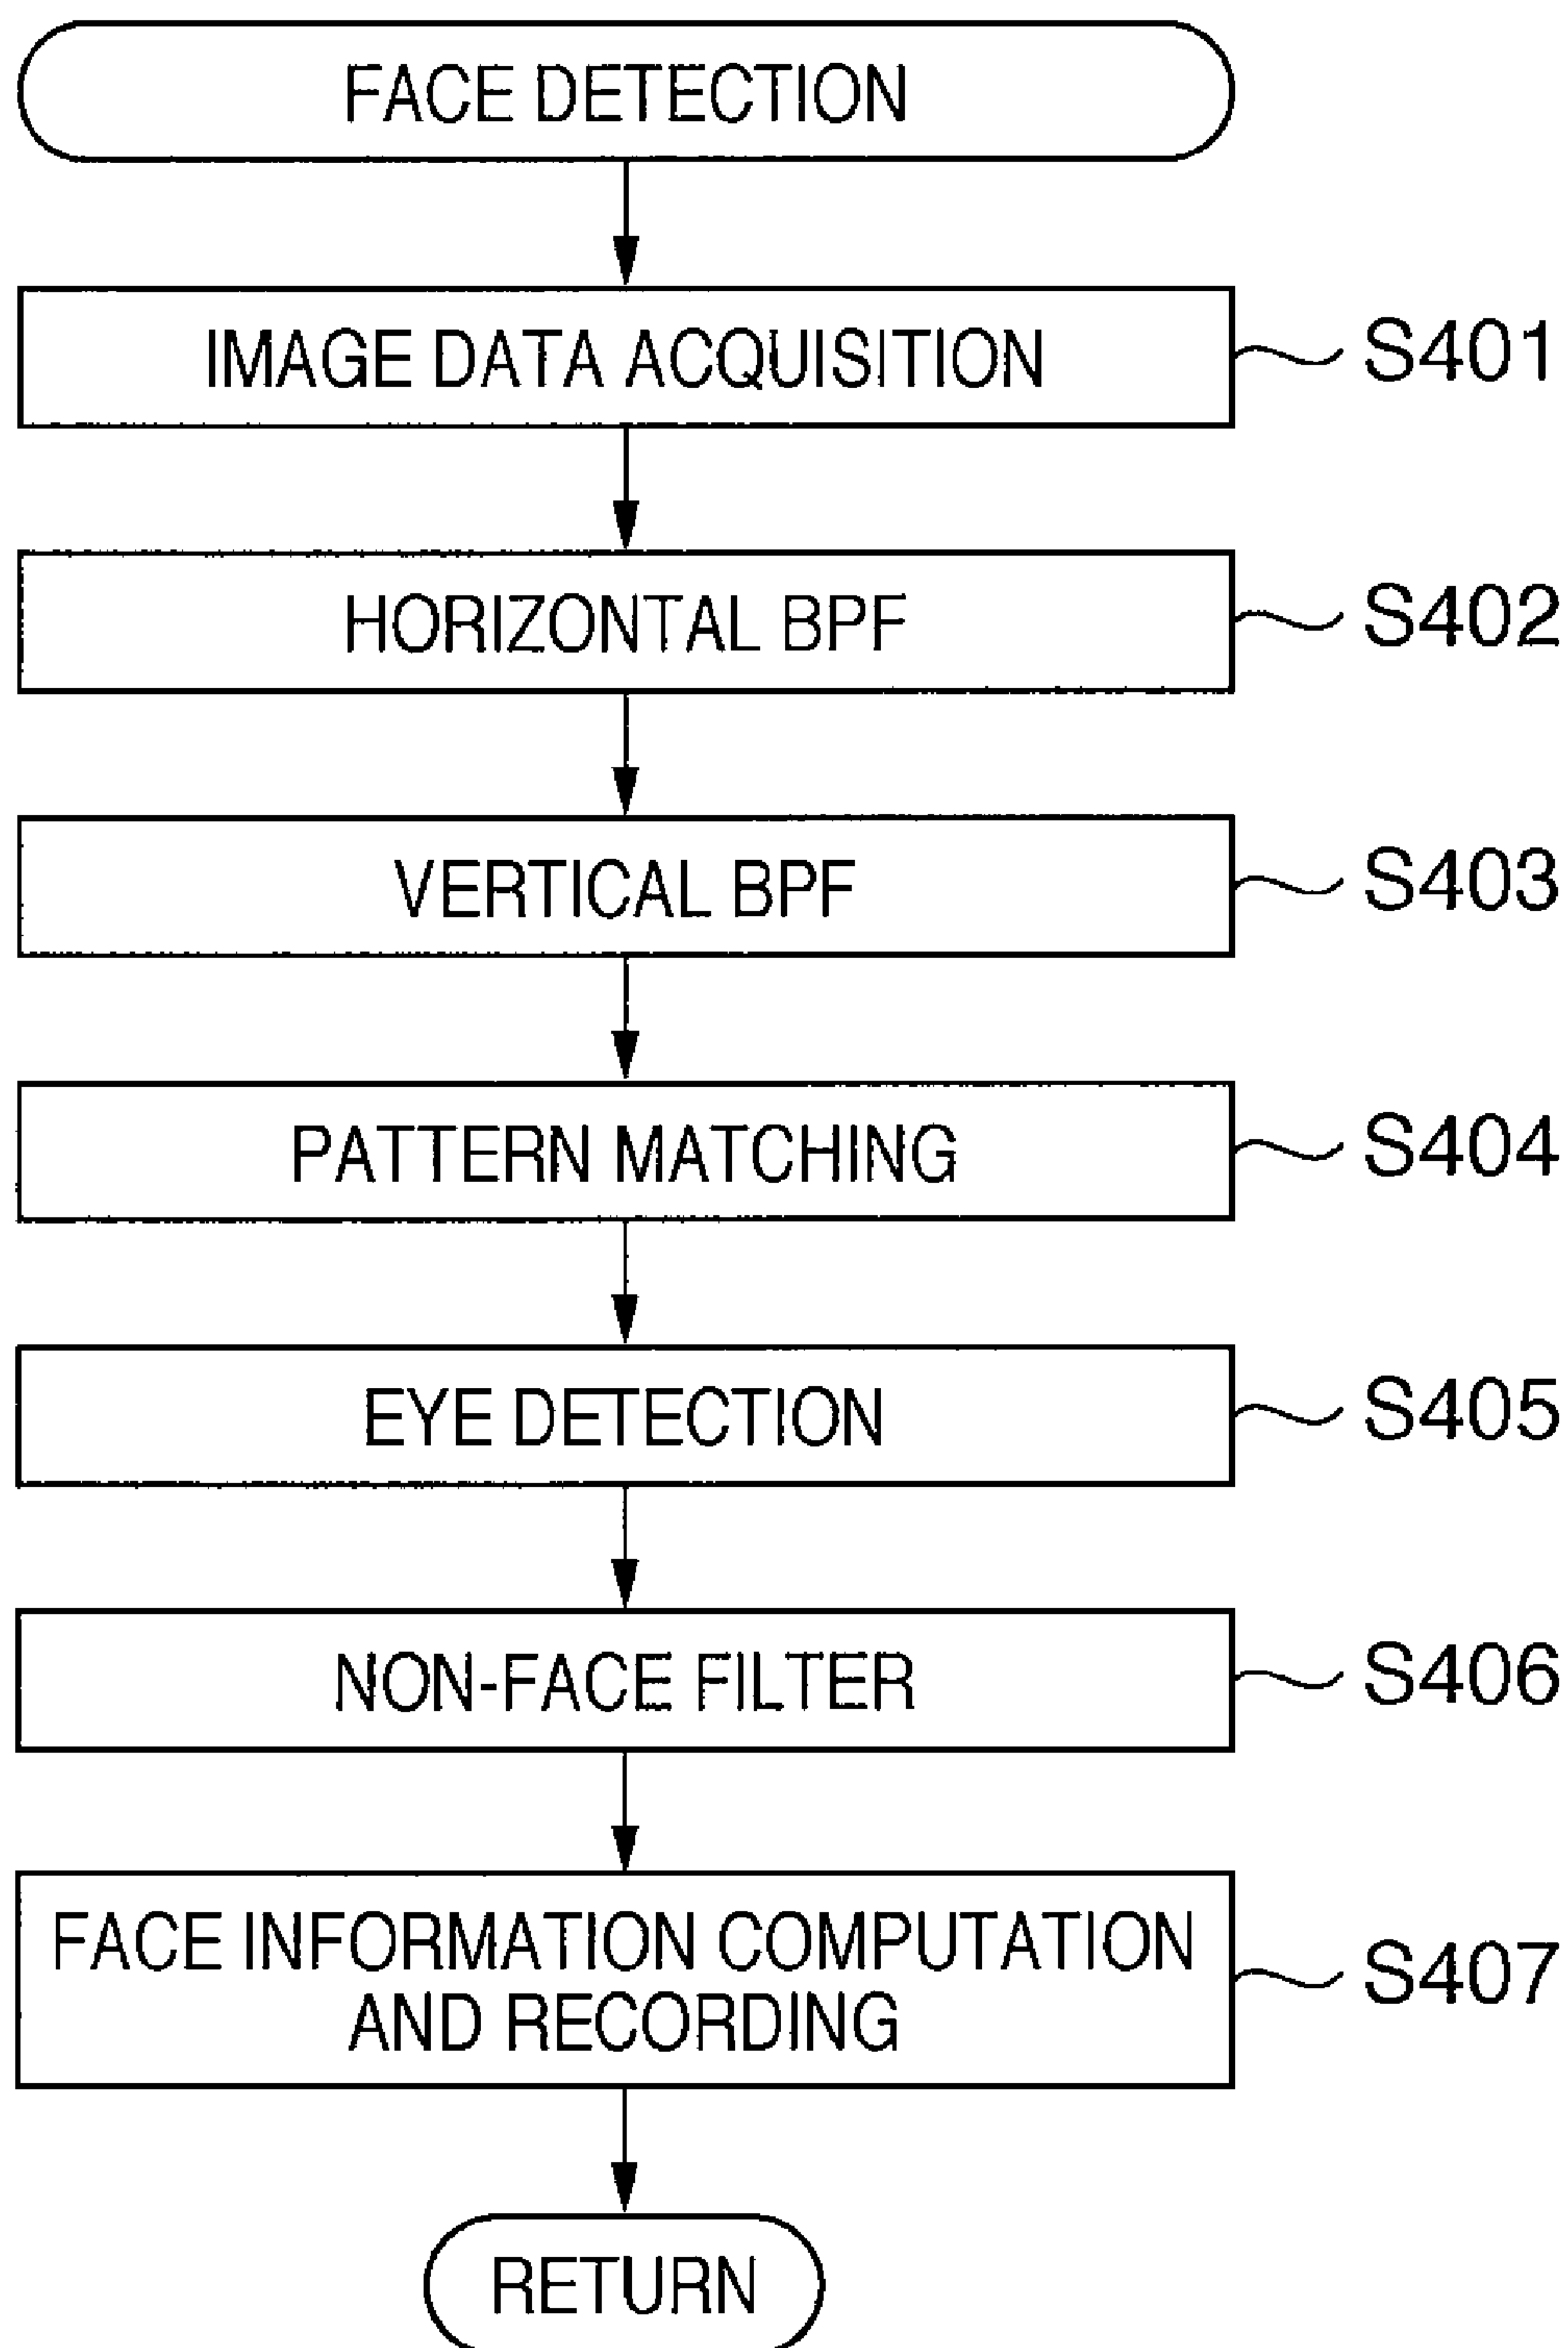 FACE DETECTION
IMAGE DATA ACQUISITION
S401
HORIZONTAL BPF
S402
VERTICAL BPF
S403
PATTERN MATCHING
S404
EYE DETECTION
S405
NON-FACE FILTER
S406
FACE INFORMATION COMPUTATION
AND RECORDING
S407
RETURN